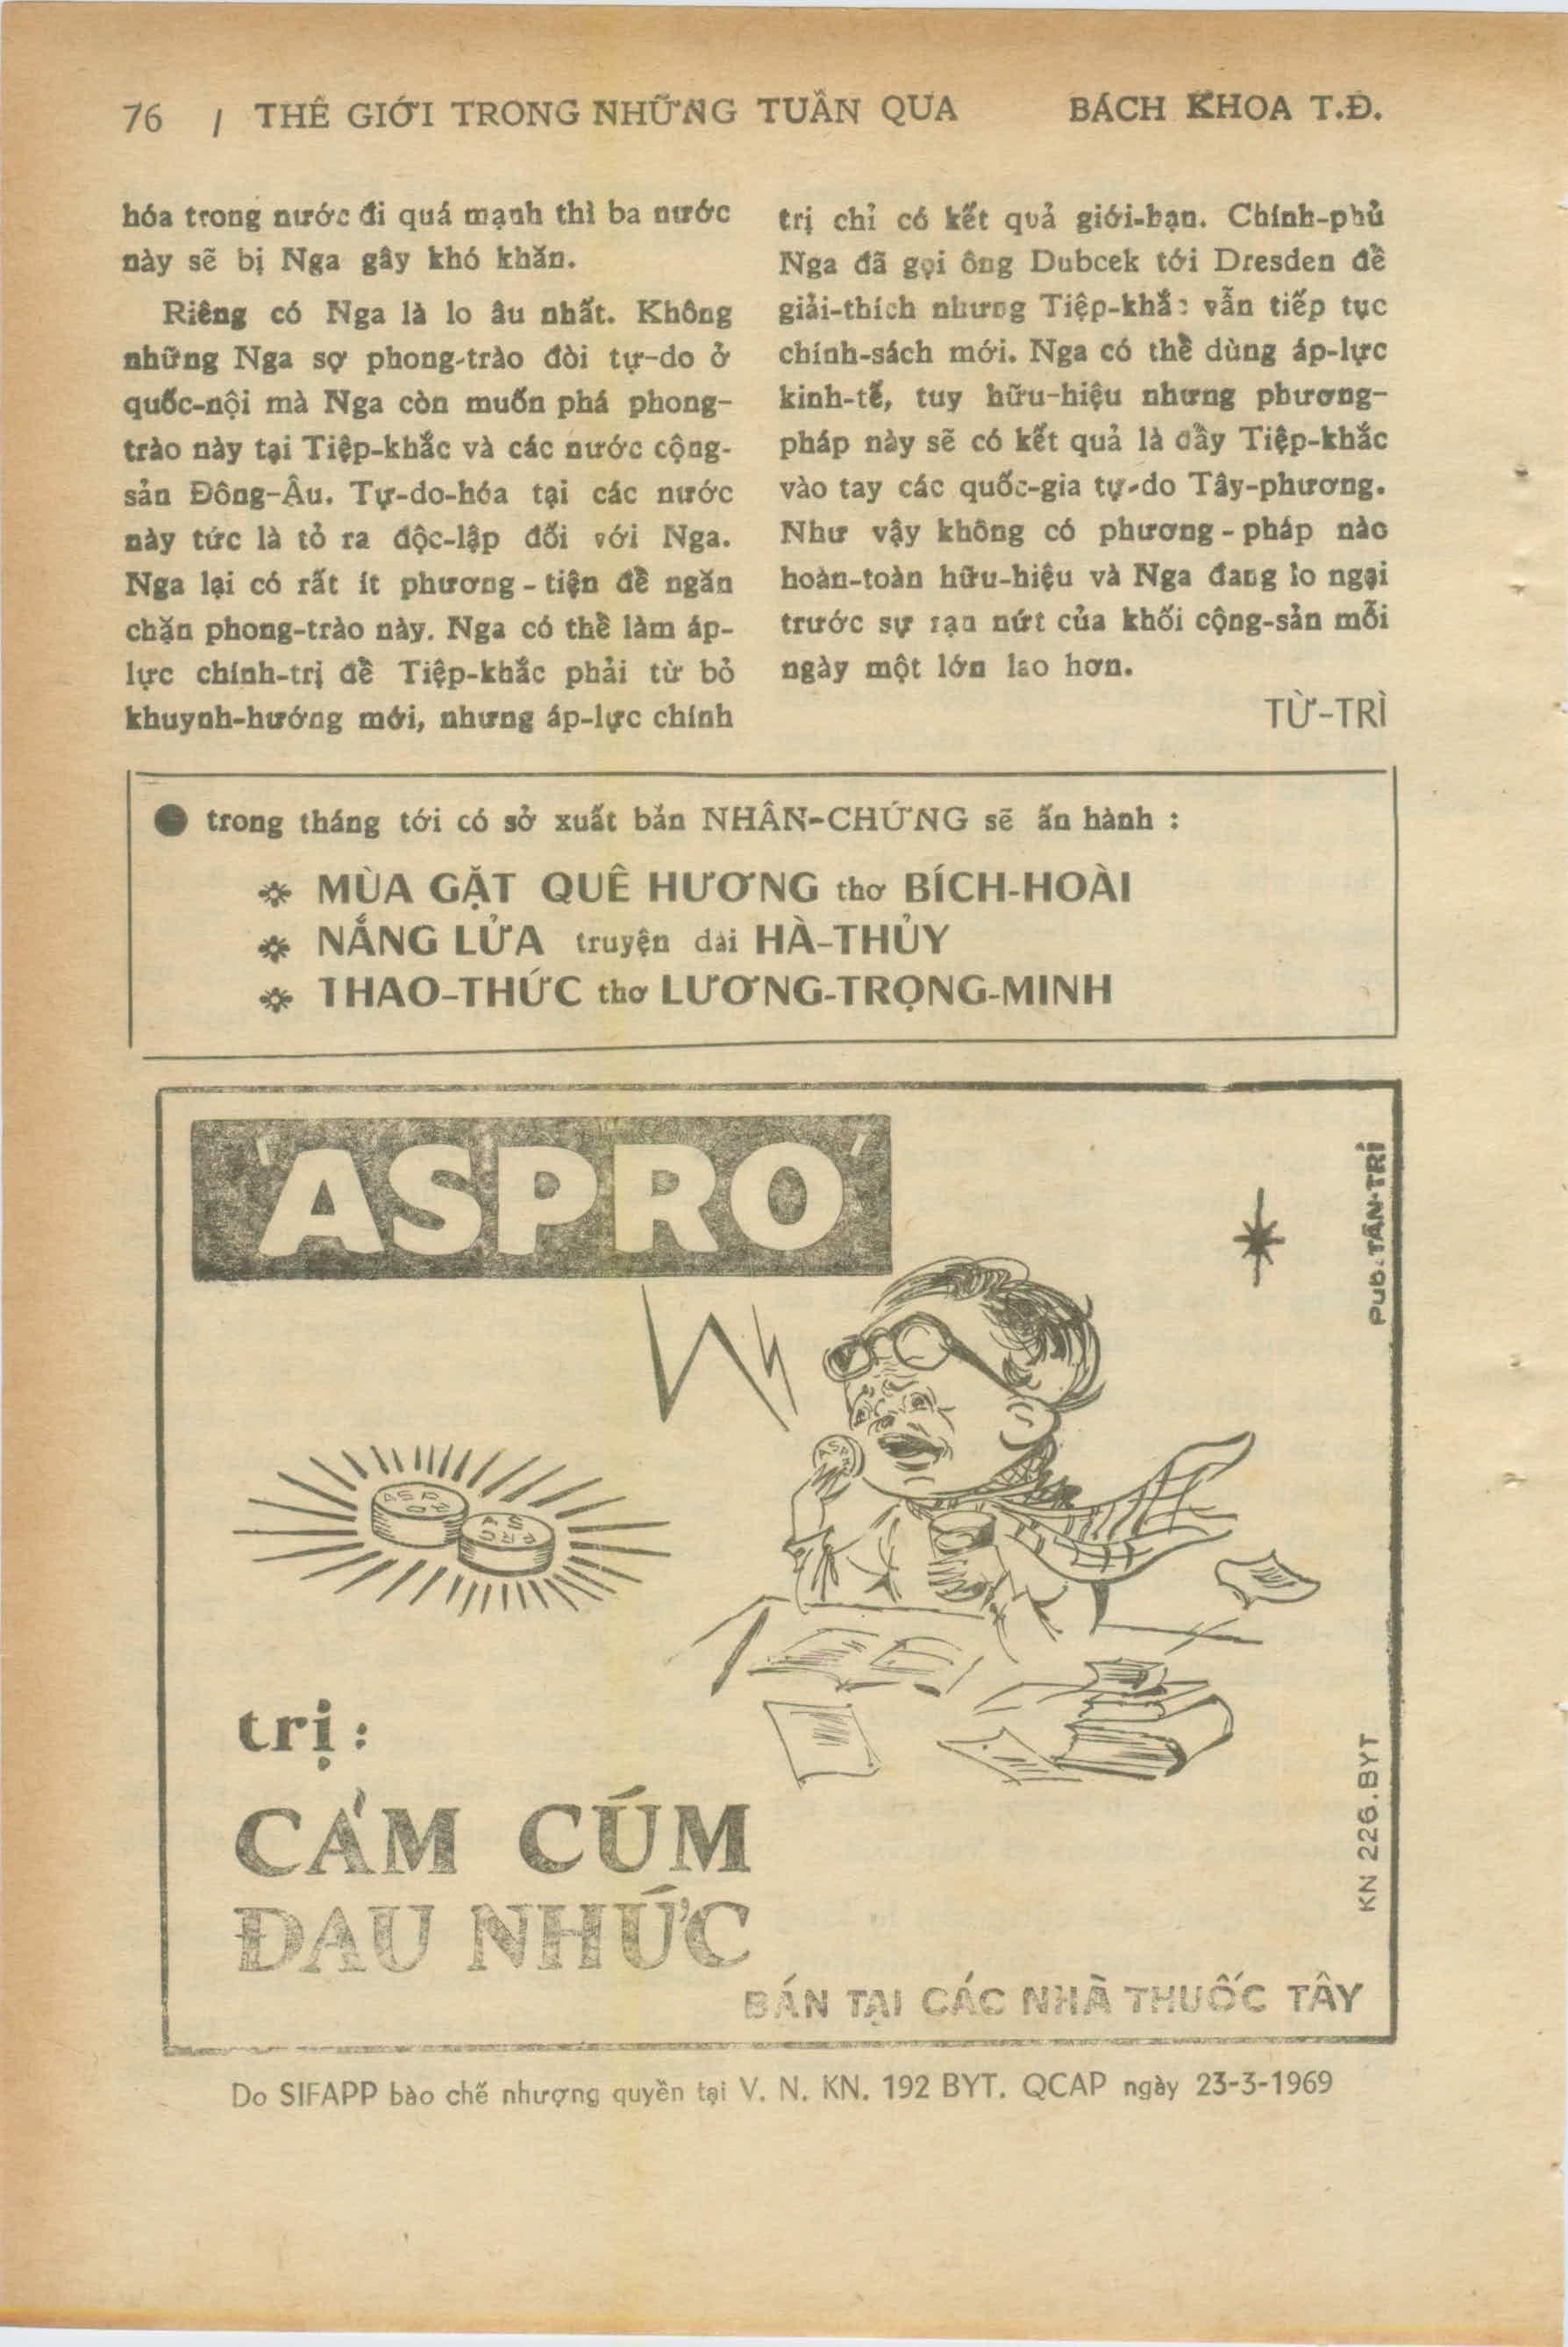 76 / THẾ GIỚI TRONG NHỮNG TUẦN QUA BÁCH KHOA T.Đ.
hóa trong nước đi quá mạnh thì ba nước
này sẽ bị Nga gây khó khăn.
Riêng có Nga là lo âu nhất. Không
những Nga sợ phong-trào đòi tự-do ở
quốc-nội mà Nga còn muốn phá phong-
trào này tại Tiệp-khắc và các nước cộng-
sản Đông-Âu. Tự-do-hóa tại các nước
này tức là tỏ ra độc-lập đối với Nga.
Nga lại có rất ít phương-tiện để ngăn
chặn phong-trào này. Nga có thể làm áp-
lực chính-trị để Tiệp-khắc phải từ bỏ
khuynh-hướng mới, nhưng áp-lực chính
trị chỉ có kết quả giới-hạn. Chính-phủ
Nga đã gọi ông Dubcek tới Dresden để
giải-thích nhưng Tiệp-khắc vẫn tiếp tục
chính-sách mới. Nga có thể dùng áp-lực
kinh-tế, tuy hữu-hiệu nhưng phương-
pháp này sẽ có kết quả là đầy Tiệp-khắc
vào tay các quốc-gia tự-do Tây-phương.
Như vậy không có phương-pháp nào
hoàn-toàn hữu-hiệu và Nga đang lo ngại
trước sự rạn nứt của khối cộng-sản mỗi
ngày một lớn lao hơn.
TỪ-TRÌ
● trong tháng tới có sở xuất bản NHÂN-CHỨNG sẽ ấn hành :
MÙA GẶT QUÊ HƯƠNG thơ BÍCH-HOÀI
NẮNG LỬA truyện dài HÀ-THỦY
THAO-THỨC thơ LƯƠNG-TRỌNG-MINH
'ASPRO'
Pub. TÂN-TRÍ
ASPRO
ASPRO
ASPRO
trị:
CẢM CÚM
ĐAU NHỨC
BÁN TẠI CÁC NHÀ THUỐC TÂY
KN 226.BYT
Do SIFAPP bào chế nhượng quyền tại V. N. KN. 192 BYT. QCAP ngày 23-3-1969